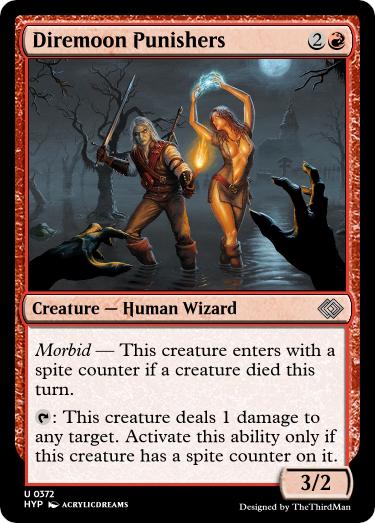 Diremoon Punishers 2
Creature — Human Wizard
Morbid — This creature enters with a
spite counter if a creature died this
turn.
: This creature deals 1 damage to
any target. Activate this ability only if
this creature has a spite counter on it.
3/2
U 0372
HYP ACRYLICDREAMS
Designed by TheThirdMan